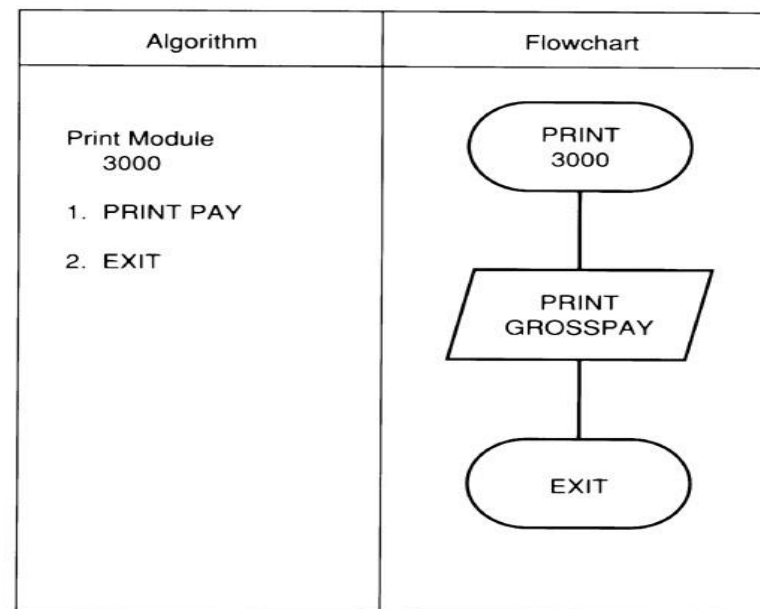 Algorithm
Flowchart
Print Module
3000
1. PRINT PAY
2. EXIT
PRINT
3000
PRINT
GROSSPAY
EXIT